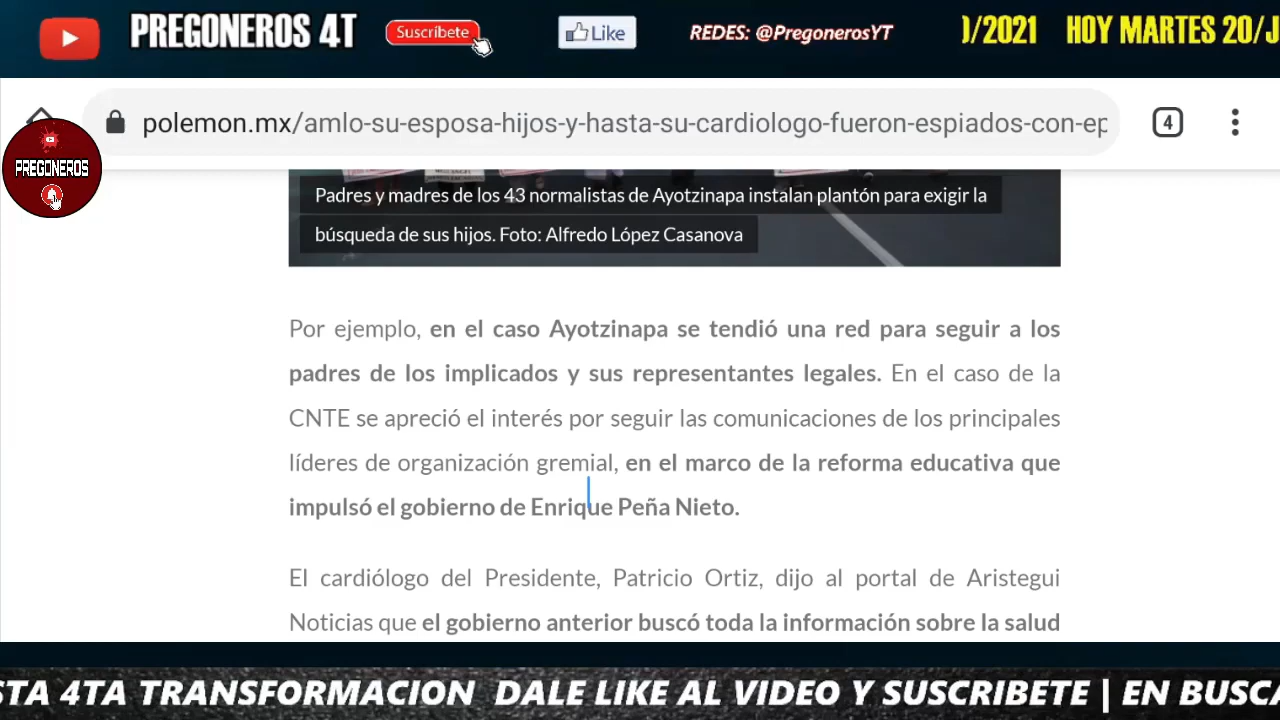 PREGONEROS 4T
Suscríbete
Like
REDES: @PregonerosYT
)/2021 HOY MARTES 20/J
polemon.mx/amlo-su-esposa-hijos-y-hasta-su-cardiologo-fueron-espiados-con-ep
4
PREGONEROS
Padres y madres de los 43 normalistas de Ayotzinapa instalan plantón para exigir la
búsqueda de sus hijos. Foto: Alfredo López Casanova
Por ejemplo, en el caso Ayotzinapa se tendió una red para seguir a los
padres de los implicados y sus representantes legales. En el caso de la
CNTE se apreció el interés por seguir las comunicaciones de los principales
líderes de organización gremial, en el marco de la reforma educativa que
impulsó el gobierno de Enrique Peña Nieto.
El cardiólogo del Presidente, Patricio Ortiz, dijo al portal de Aristegui
Noticias que el gobierno anterior buscó toda la información sobre la salud
STA 4TA TRANSFORMACION DALE LIKE AL VIDEO Y SUSCRIBETE | EN BUSCA